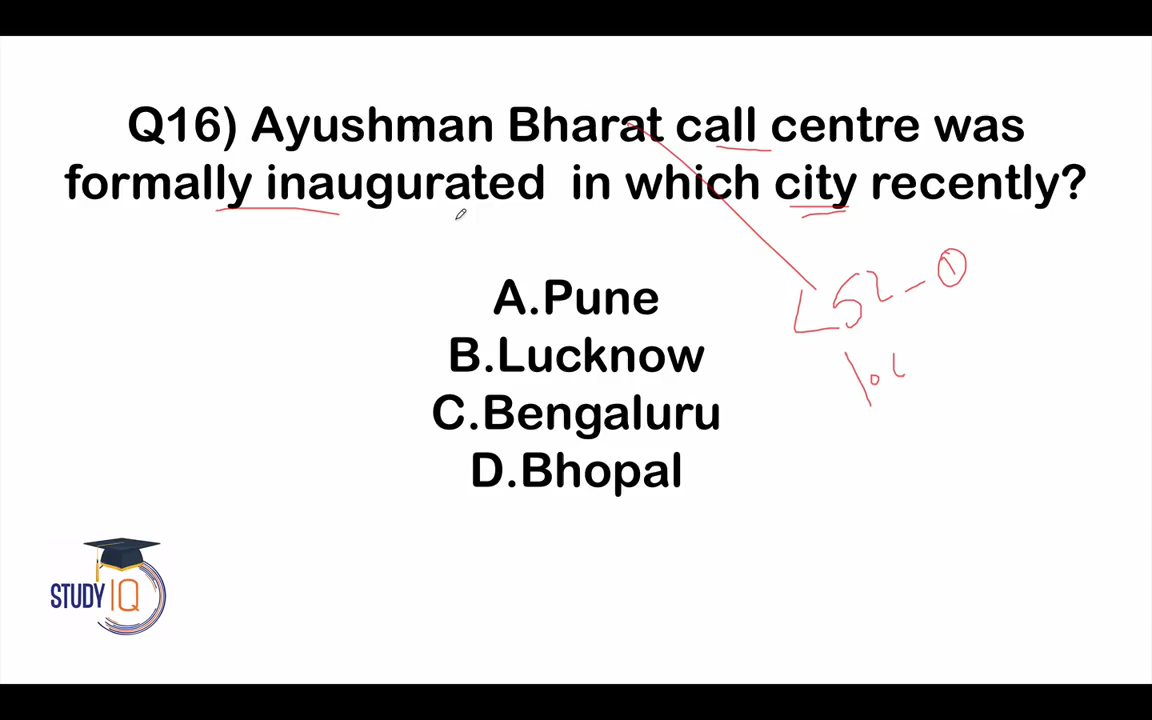 Q16) Ayushman Bharat call centre was
formally inaugurated in which city recently?
A.Pune
B.Lucknow
C.Bengaluru
D.Bhopal
STUDY IQ